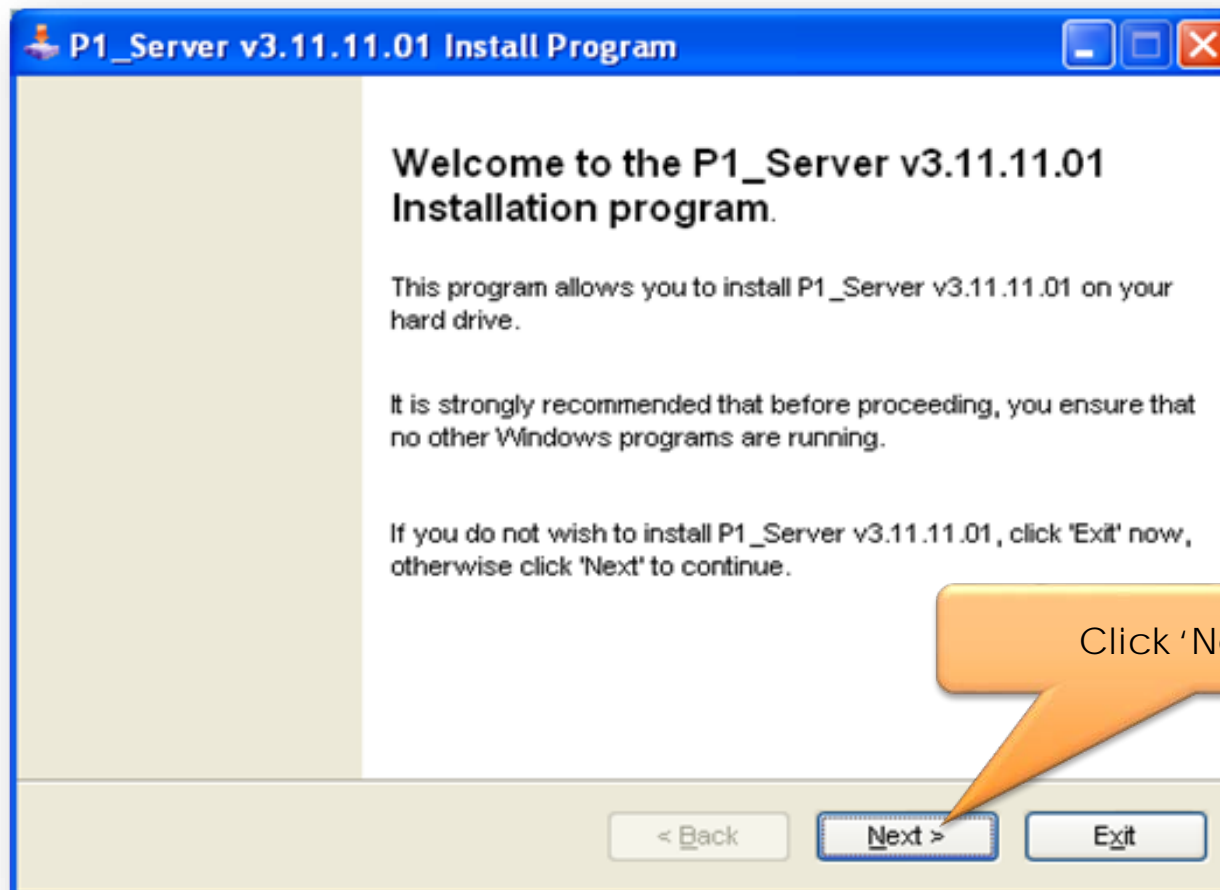 P1_Server v3.11.11.01 Install Program
Welcome to the P1_Server v3.11.11.01
Installation program.
This program allows you to install P1_Server v3.11.11.01 on your
hard drive.
It is strongly recommended that before proceeding, you ensure that
no other Windows programs are running.
If you do not wish to install P1_Server v3.11.11.01, click 'Exit' now,
otherwise click 'Next' to continue.
Click
< Back
Next >
Exit